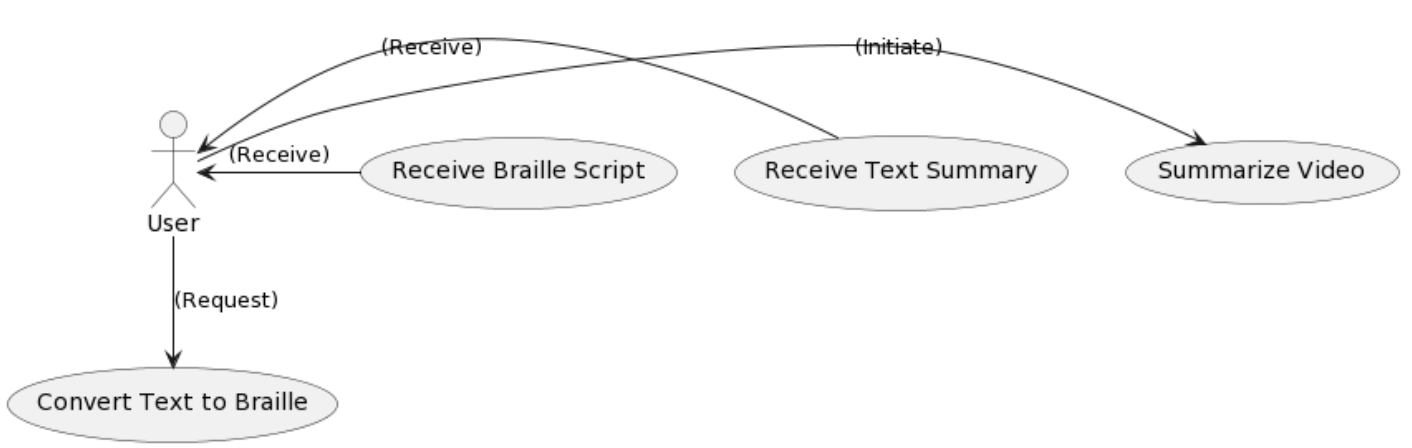 (Receive)
(Initiate)
(Receive)
Receive Braille Script
Receive Text Summary
Summarize Video
User
(Request)
Convert Text to Braille